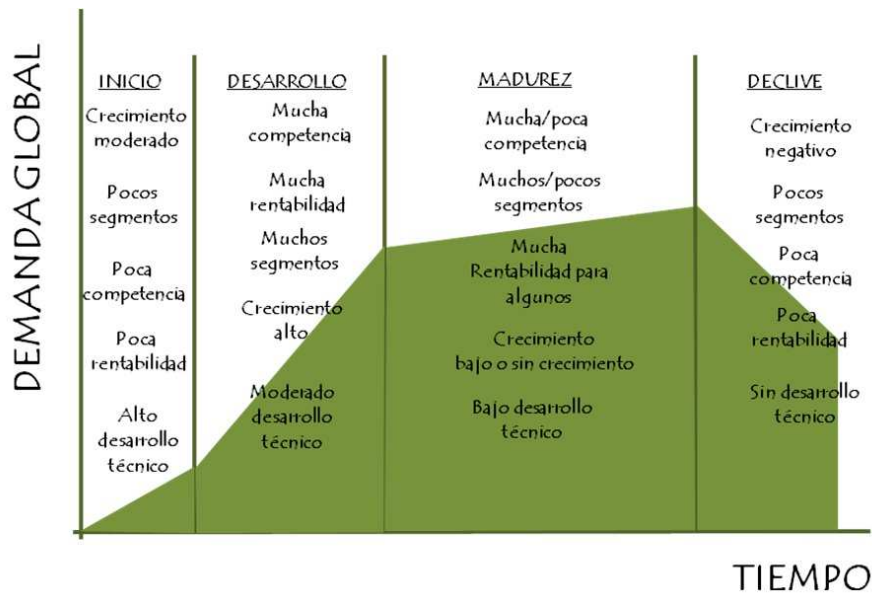 DEMANDA GLOBAL
INICIO
Crecimiento
moderado
Pocos
segmentos
Poca
competencia
Poca
rentabilidad
Alto
desarrollo
técnico
DESARROLLO
Mucha
competencia
Mucha
rentabilidad
Muchos
segmentos
Crecimiento
alto
Moderado
desarrollo
técnico
MADUREZ
Mucha/poca
competencia
Muchos/pocos
segmentos
Mucha
Rentabilidad para
algunos
Crecimiento
bajo o sin crecimiento
Bajo desarrollo
técnico
DECLIVE
Crecimiento
negativo
Pocos
segmentos
Poca
competencia
Poca
rentabilidad
Sin desarrollo
técnico
TIEMPO